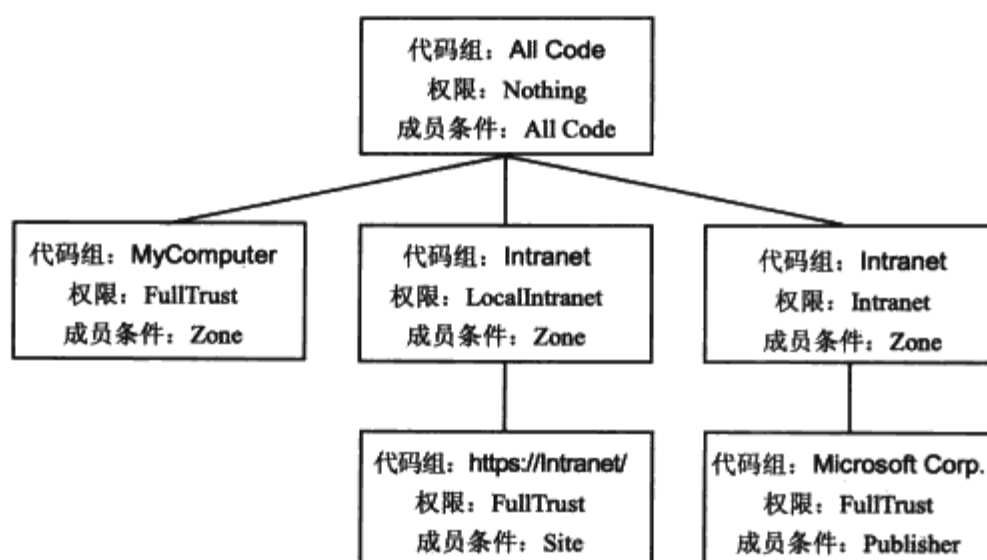 代码组：All Code
权限：Nothing
成员条件：All Code
代码组：MyComputer
权限：FullTrust
成员条件：Zone
代码组：Intranet
权限：LocalIntranet
成员条件：Zone
代码组：Intranet
权限：Intranet
成员条件：Zone
代码组：https://Intranet/
权限：FullTrust
成员条件：Site
代码组：Microsoft Corp.
权限：FullTrust
成员条件：Publisher